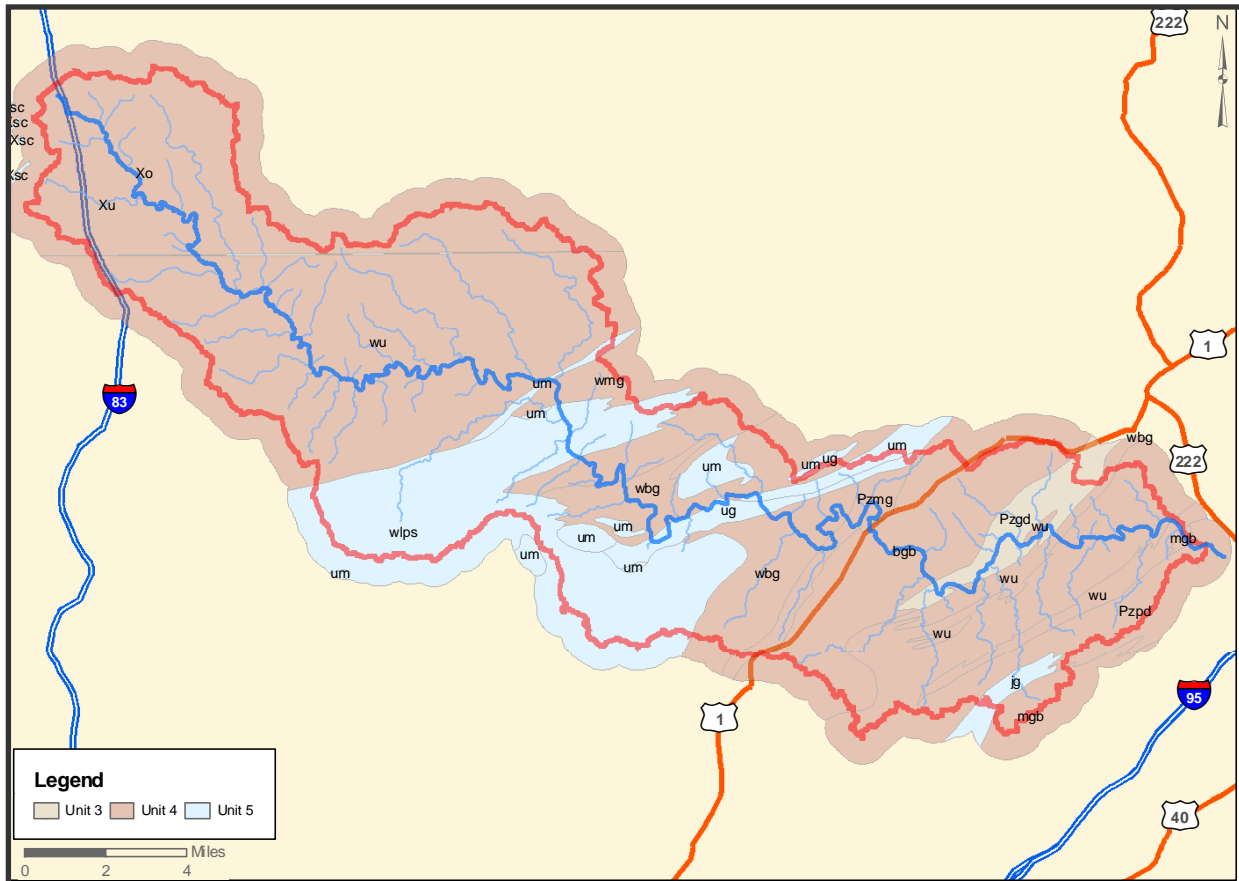 222
N
sc
Xsc
Xsc
Xsc
Xo
Xu
1
wu
um
wmg
83
um
wbg
222
um
ug
um
um
wbg
Pzmg
ug
um
Pzgd
wu
wlps
um
bgb
mgb
um
um
um
wbg
wu
wu
Pzpd
wu
jg
95
1
mgb
Legend
Unit 3 Unit 4 Unit 5
40
Miles
0 2 4